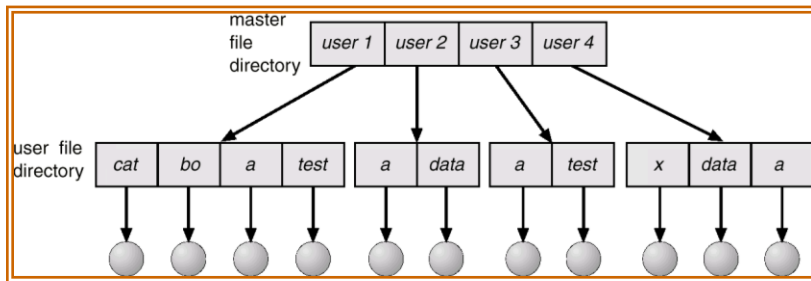 master
file
directory
user 1 user 2 user 3 user 4
user file
directory
cat bo a test a data a test x data a